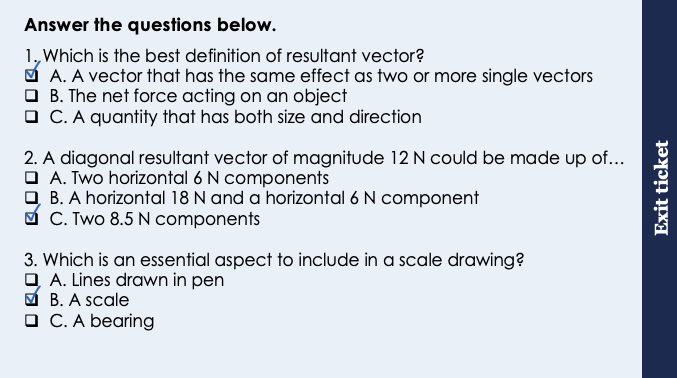 Answer the questions below.
1. Which is the best definition of resultant vector?
A. A vector that has the same effect as two or more single vectors
B. The net force acting on an object
C. A quantity that has both size and direction
2. A diagonal resultant vector of magnitude 12 N could be made up of…
A. Two horizontal 6 N components
B. A horizontal 18 N and a horizontal 6 N component
C. Two 8.5 N components
3. Which is an essential aspect to include in a scale drawing?
A. Lines drawn in pen
B. A scale
C. A bearing
Exit ticket